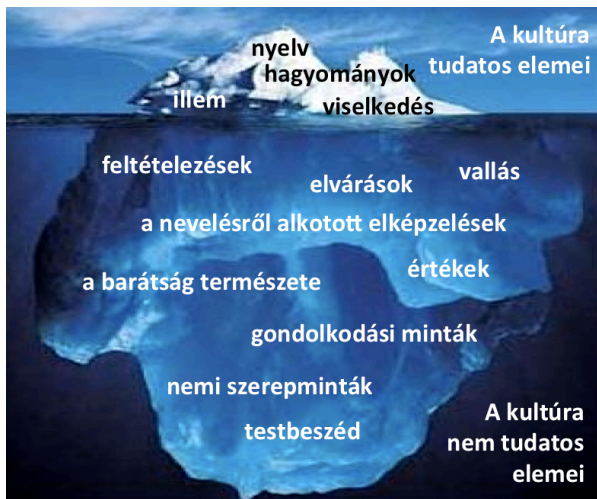 A kultúra
tudatos elemei
nyelv
hagyományok
illem
viselkedés
feltételezések
elvárások
vallás
a nevelésről alkotott elképzelések
a barátság természete
értékek
gondolkodási minták
nemi szerepminták
testbeszéd
A kultúra
nem tudatos
elemei